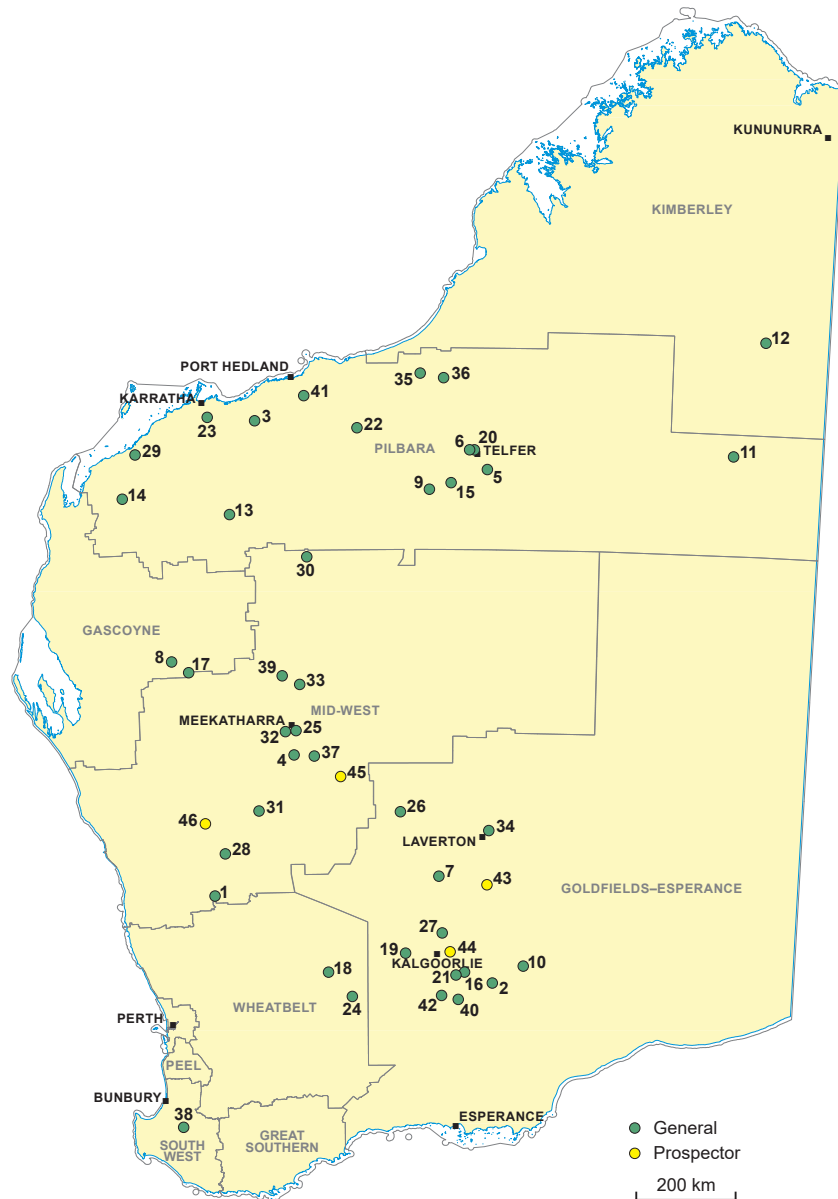 KUNUNURRA
KIMBERLEY
12
PORT HEDLAND
35
36
KARRATHA
41
23
3
22
PILBARA
6
20
TELFER
11
29
5
9
15
14
13
30
GASCOYNE
8
17
39
33
MID-WEST
MEEKATHARRA
25
32
4
37
45
46
31
26
34
LAVERTON
28
7
43
GOLDFIELDS–ESPERANCE
1
27
19
44
KALGOORLIE
10
18
21
16
2
24
42
40
WHEATBELT
PERTH
PEEL
BUNBURY
38
SOUTH
WEST
GREAT
SOUTHERN
ESPERANCE
General
Prospector
200 km